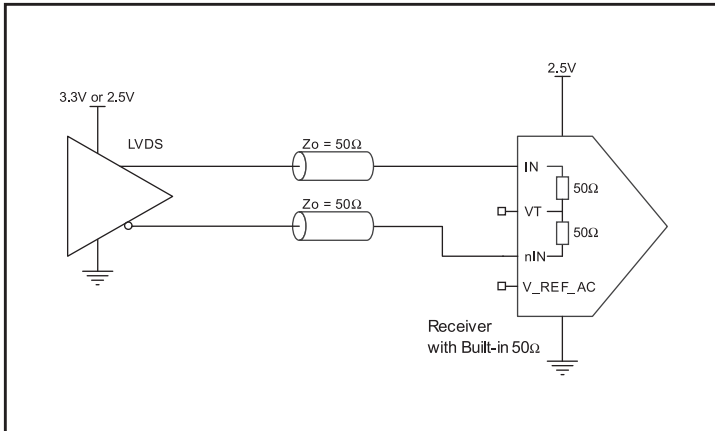 2.5V
3.3V or 2.5V
LVDS
Zo = 50Ω
IN
50Ω
Zo = 50Ω
VT
50Ω
nIN
V_REF_AC
Receiver
with Built-in 50Ω